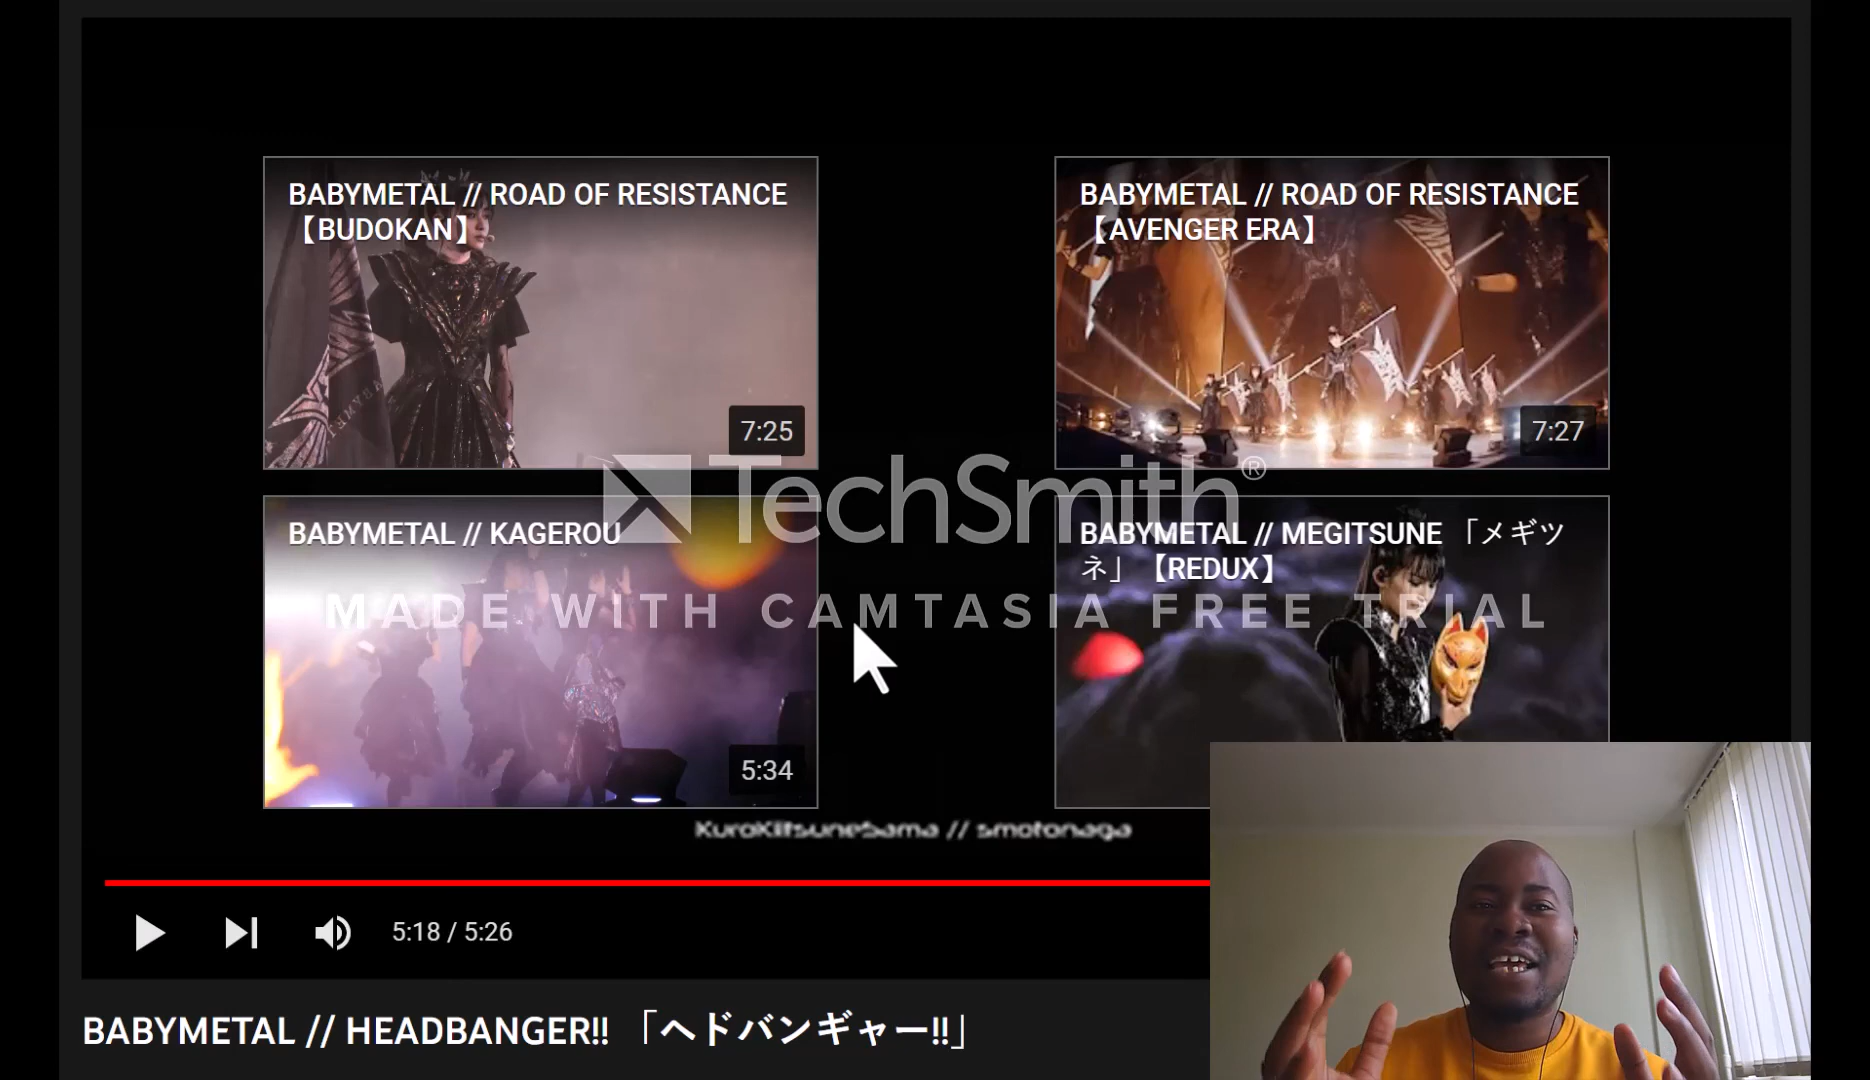 BABYMETAL // ROAD OF RESISTANCE
【BUDOKAN】
7:25
BABYMETAL // ROAD OF RESISTANCE
【AVENGER ERA】
7:27
TechSmith®
BABYMETAL // KAGEROU
5:34
BABYMETAL // MEGITSUNE 「メギツ
ネ」【REDUX】
MADE WITH CAMTASIA FREE TRIAL
KuroKitsuneSama // smotonaga
5:18 / 5:26
BABYMETAL // HEADBANGER!! 「ヘドバンギャー!!」